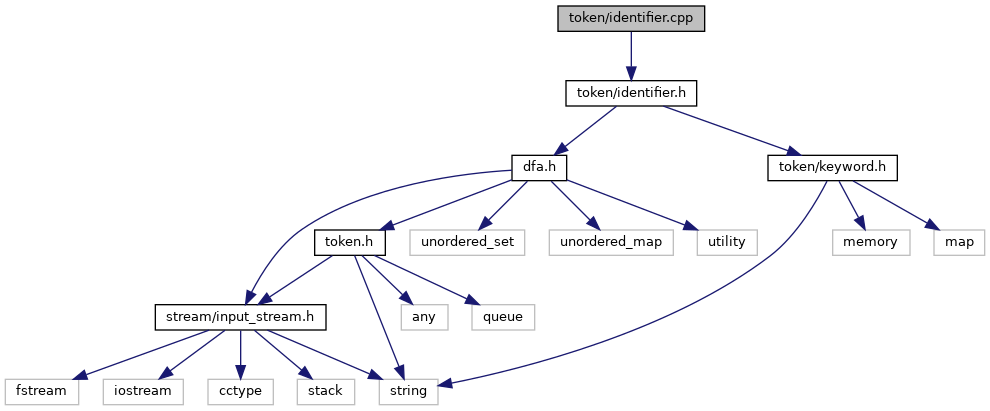 token/identifier.cpp
token/identifier.h
dfa.h
token/keyword.h
token.h
unordered_set
unordered_map
utility
memory
map
stream/input_stream.h
any
queue
fstream
iostream
cctype
stack
string